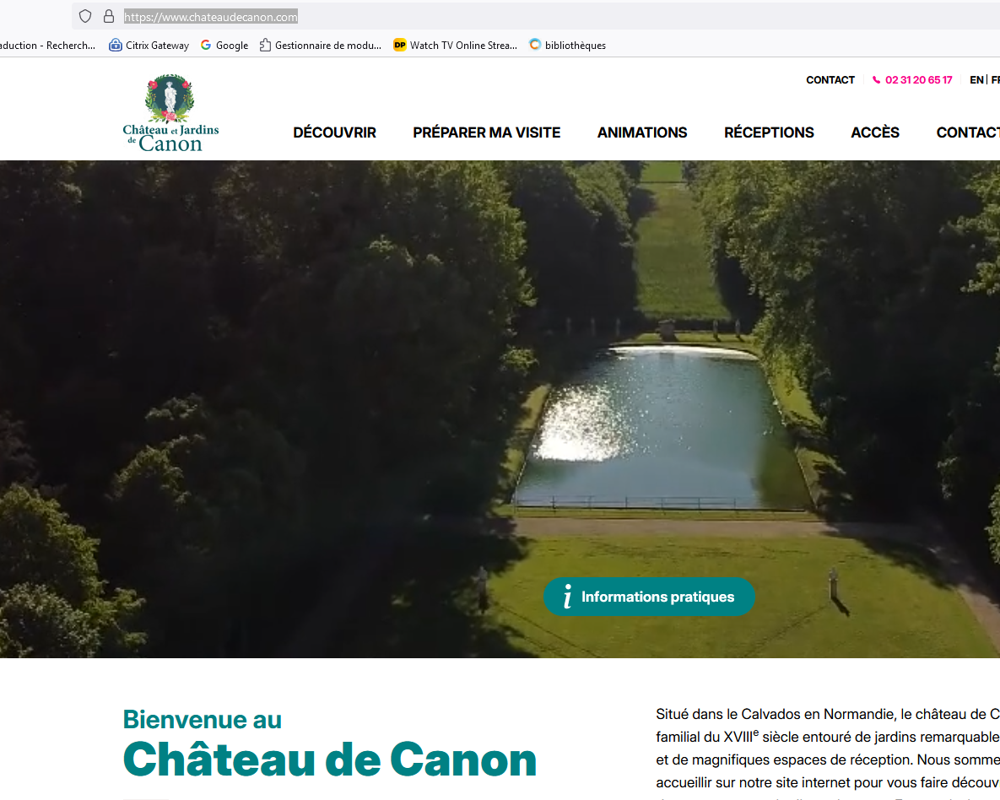 https://www.chateaudecanon.com
aduction - Recherch...
Citrix Gateway
Google
Gestionnaire de modu...
DP Watch TV Online Strea...
bibliothèques
CONTACT
02 31 20 65 17
EN | FR
Château et Jardins
de Canon
DÉCOUVRIR
PRÉPARER MA VISITE
ANIMATIONS
RÉCEPTIONS
ACCÈS
CONTACT
i Informations pratiques
Bienvenue au
Château de Canon
Situé dans le Calvados en Normandie, le château de C
familial du XVIIIe siècle entouré de jardins remarquable
et de magnifiques espaces de réception. Nous somme
accueillir sur notre site internet pour vous faire découv